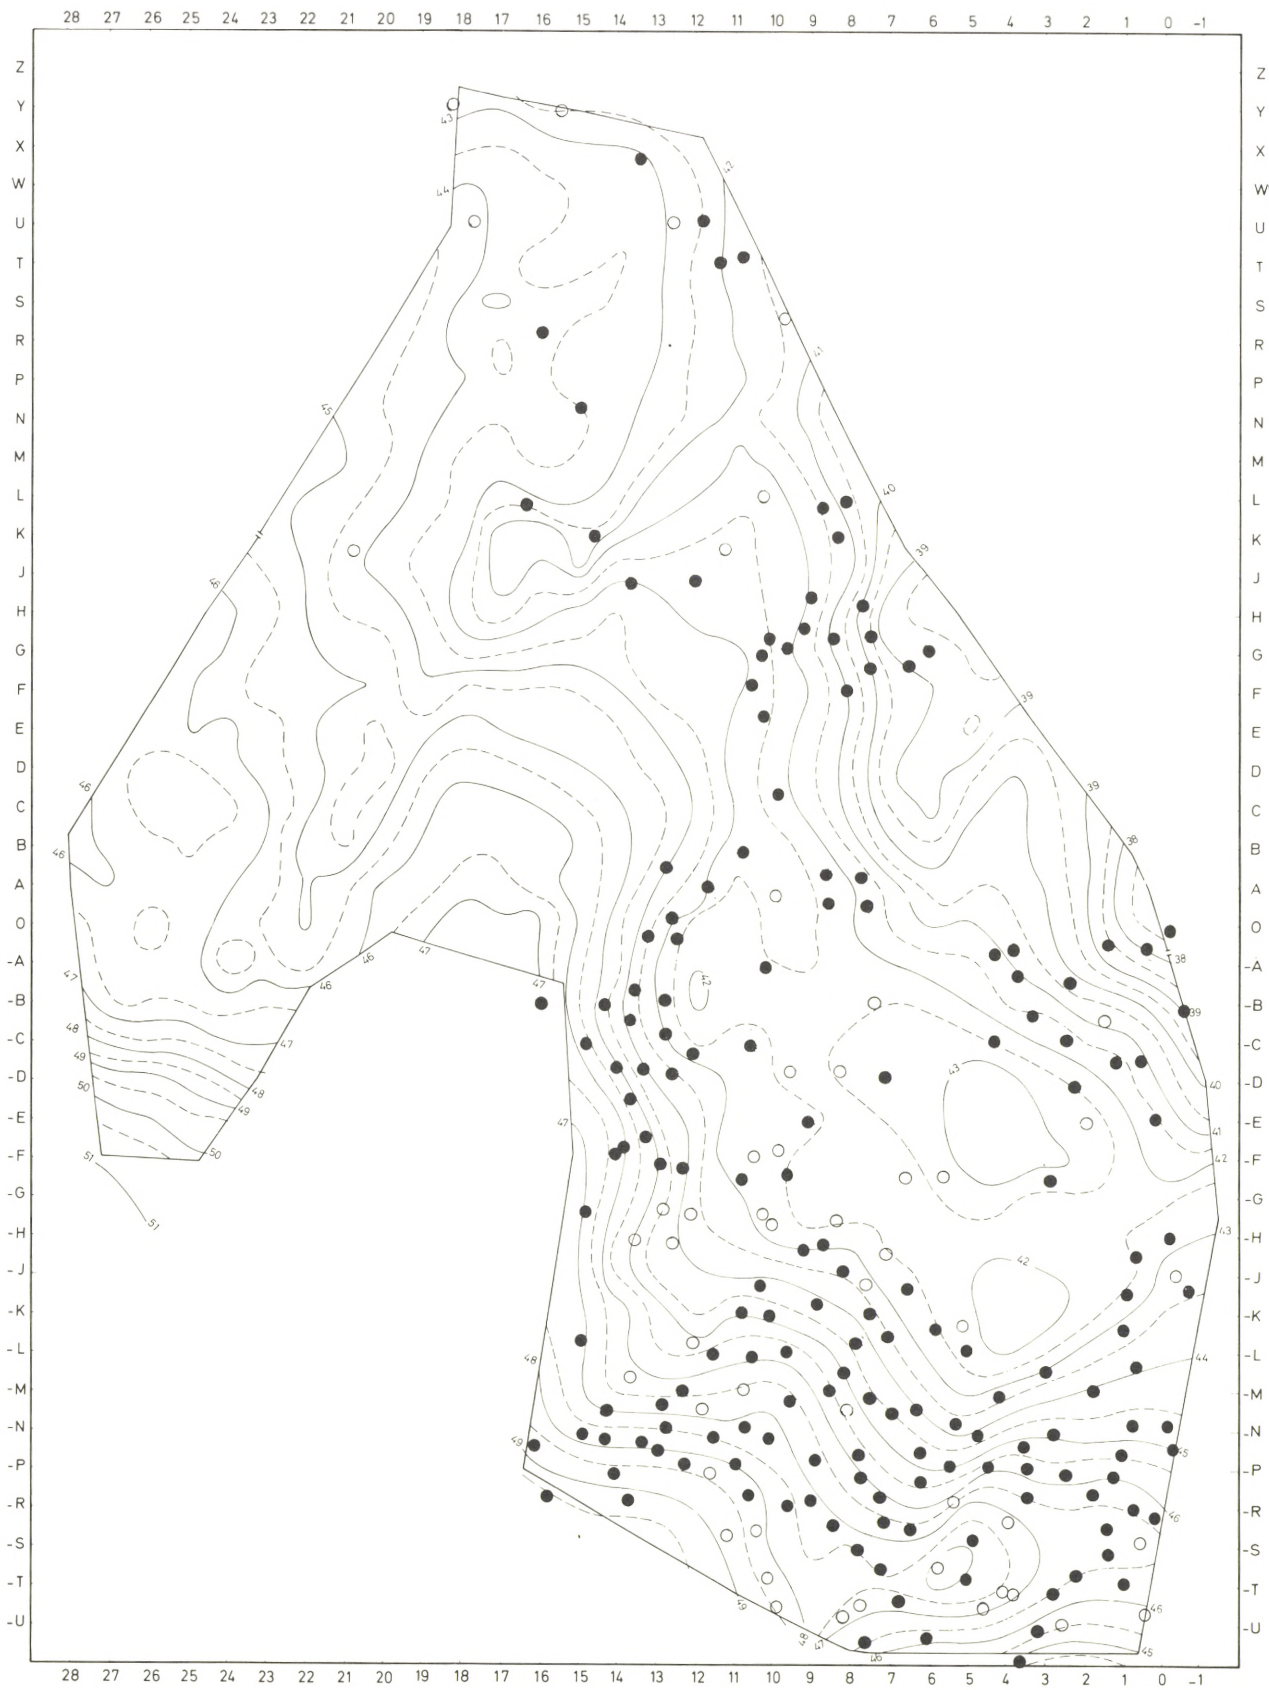 28 27 26 25 24 23 22 21 20 19 18 17 16 15 14 13 12 11 10 9 8 7 6 5 4 3 2 1 0 -1
Z Z
Y Y
43
X X
42
W W
44
U U
T T
S S
R R
41
P P
45
N N
M M
L L
40
K K
39
J J
46
H H
G G
F F
39
E E
D D
46 39
C C
38
B B
46
A A
O O
47
46 38
-A -A
47 42
46 47
-B -B
39
48 47
-C -C
49 43
50 48 40
-D -D
49
-E -E
47 41
51 50 42
-F -F
-G -G
51
-H 43 -H
42
-J -J
-K -K
-L -L
48 44
-M -M
-N -N
49 45
-P -P
-R -R
46
-S -S
-T -T
49 46
-U -U
48 47 46 45
28 27 26 25 24 23 22 21 20 19 18 17 16 15 14 13 12 11 10 9 8 7 6 5 4 3 2 1 0 -1